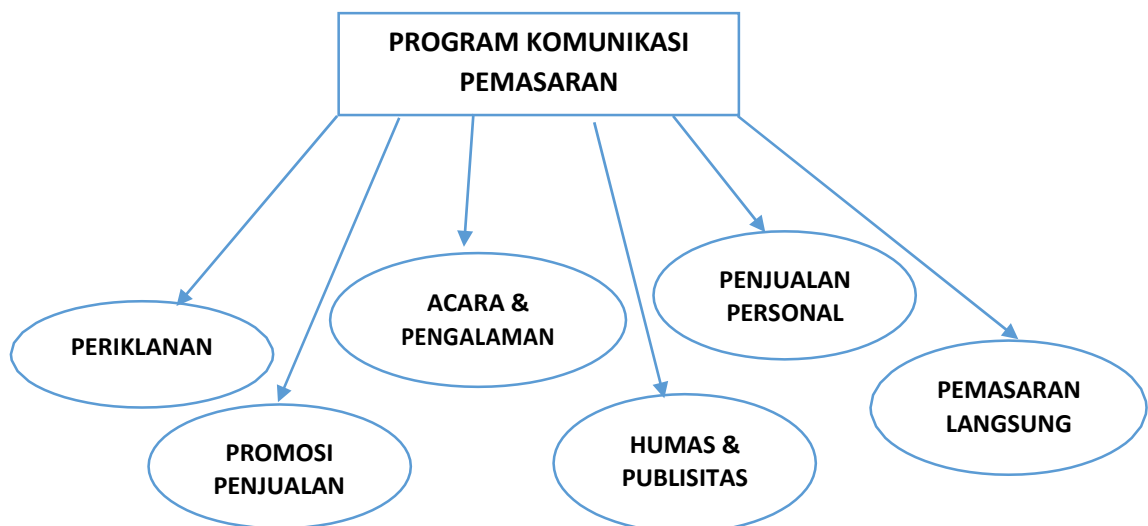 PROGRAM KOMUNIKASI
PEMASARAN
PERIKLANAN
PROMOSI
PENJUALAN
ACARA &
PENGALAMAN
HUMAS &
PUBLISITAS
PENJUALAN
PERSONAL
PEMASARAN
LANGSUNG